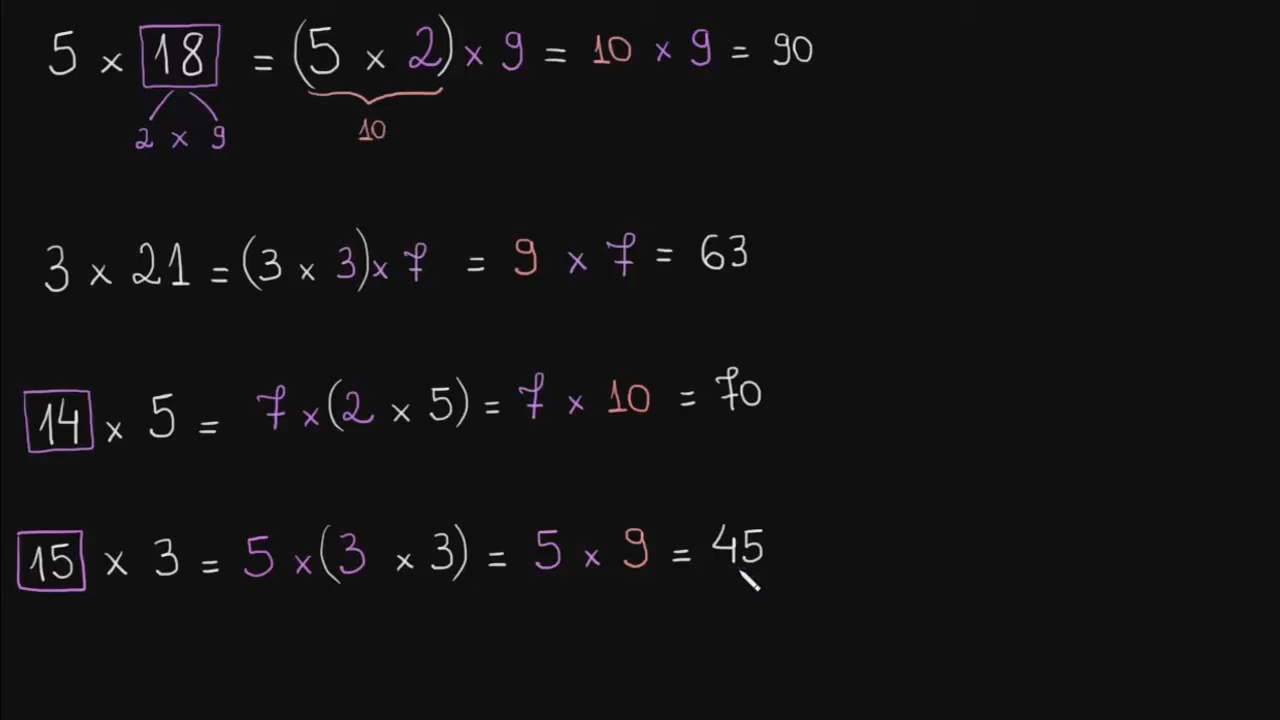 5 × 18 = (5 × 2) × 9 = 10 × 9 = 90
2 × 9
10
3 × 21 = (3 × 3) × 7 = 9 × 7 = 63
14 × 5 = 7 × (2 × 5) = 7 × 10 = 70
15 × 3 = 5 × (3 × 3) = 5 × 9 = 45